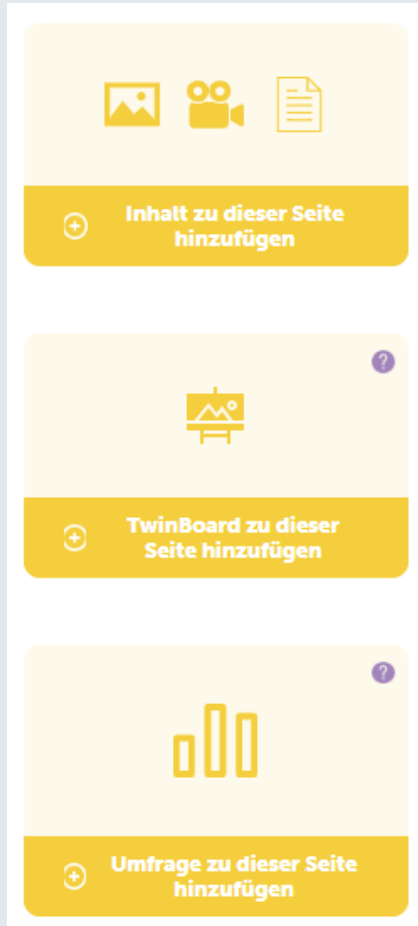 Inhalt zu dieser Seite
hinzufügen
?
TwinBoard zu dieser
Seite hinzufügen
?
Umfrage zu dieser Seite
hinzufügen